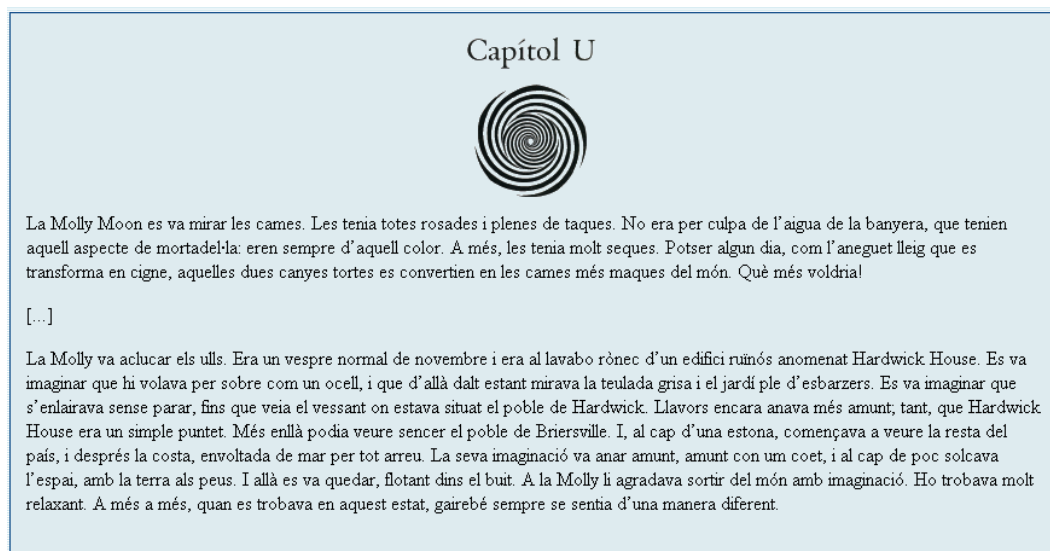 Capítol U
La Molly Moon es va mirar les cames. Les tenia totes rosades i plenes de taques. No era per culpa de l’aigua de la banyera, que tenien
aquell aspecte de mortadel·la: eren sempre d’aquell color. A més, les tenia molt seques. Potser algun dia, com l’aneguet lleig que es
transforma en cigne, aquelles dues canyes tortes es convertien en les cames més maques del món. Què més voldria!
[...]
La Molly va aclucar els ulls. Era un vespre normal de novembre i era al lavabo rònec d’un edifici ruïnós anomenat Hardwick House. Es va
imaginar que hi volava per sobre com un ocell, i que d’allà dalt estant mirava la teulada grisa i el jardí ple d’esbarzers. Es va imaginar que
s’enlairava sense parar, fins que veia el vessant on estava situat el poble de Hardwick. Llavors encara anava més amunt; tant, que Hardwick
House era un simple puntet. Més enllà podia veure sencer el poble de Briersville. I, al cap d’una estona, començava a veure la resta del
país, i després la costa, envoltada de mar per tot arreu. La seva imaginació va anar amunt, amunt con um coet, i al cap de poc solcava
l’espai, amb la terra als peus. I allà es va quedar, flotant dins el buit. A la Molly li agradava sortir del món amb imaginació. Ho trobava molt
relaxant. A més a més, quan es trobava en aquest estat, gairebé sempre se sentia d’una manera diferent.